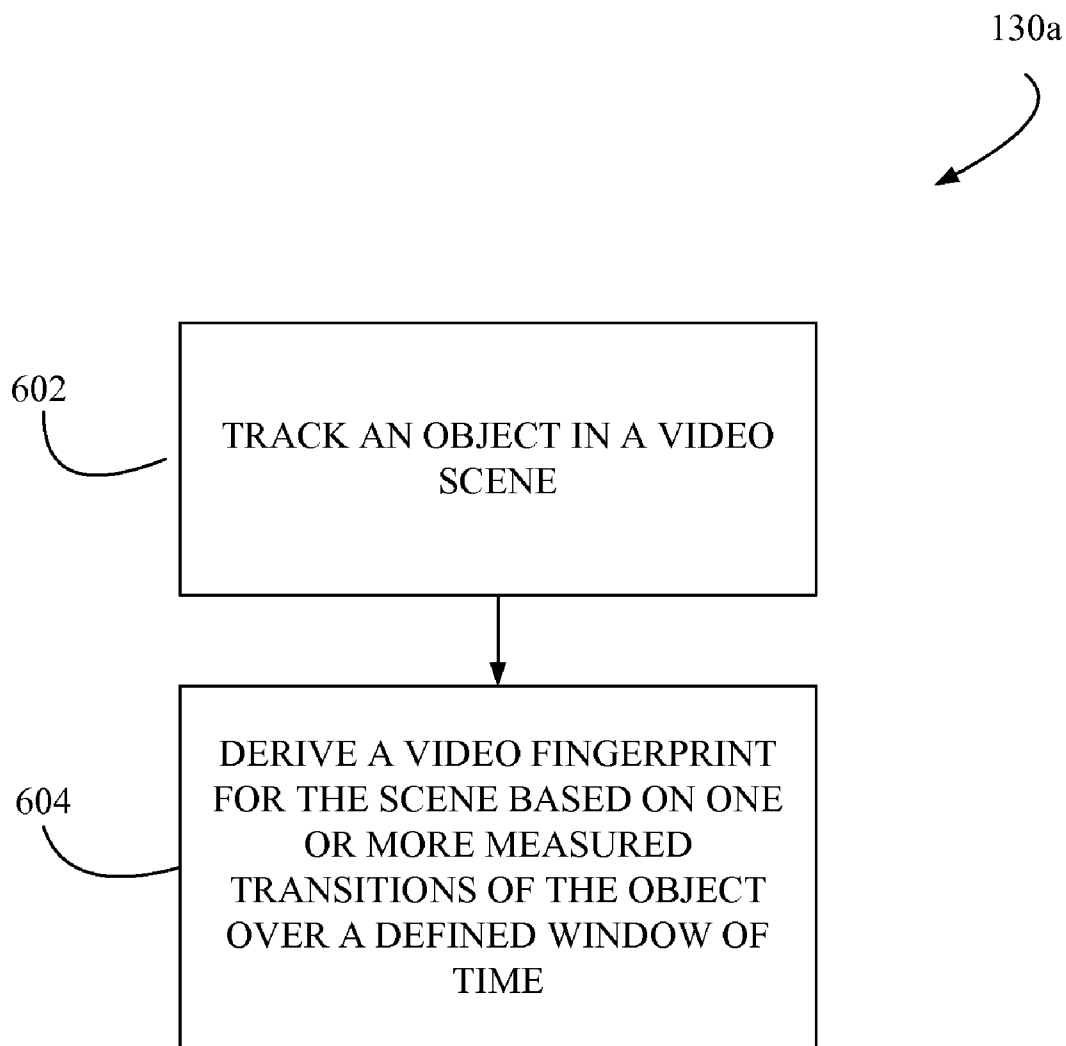 130a
602
TRACK AN OBJECT IN A VIDEO
SCENE
604
DERIVE A VIDEO FINGERPRINT
FOR THE SCENE BASED ON ONE
OR MORE MEASURED
TRANSITIONS OF THE OBJECT
OVER A DEFINED WINDOW OF
TIME